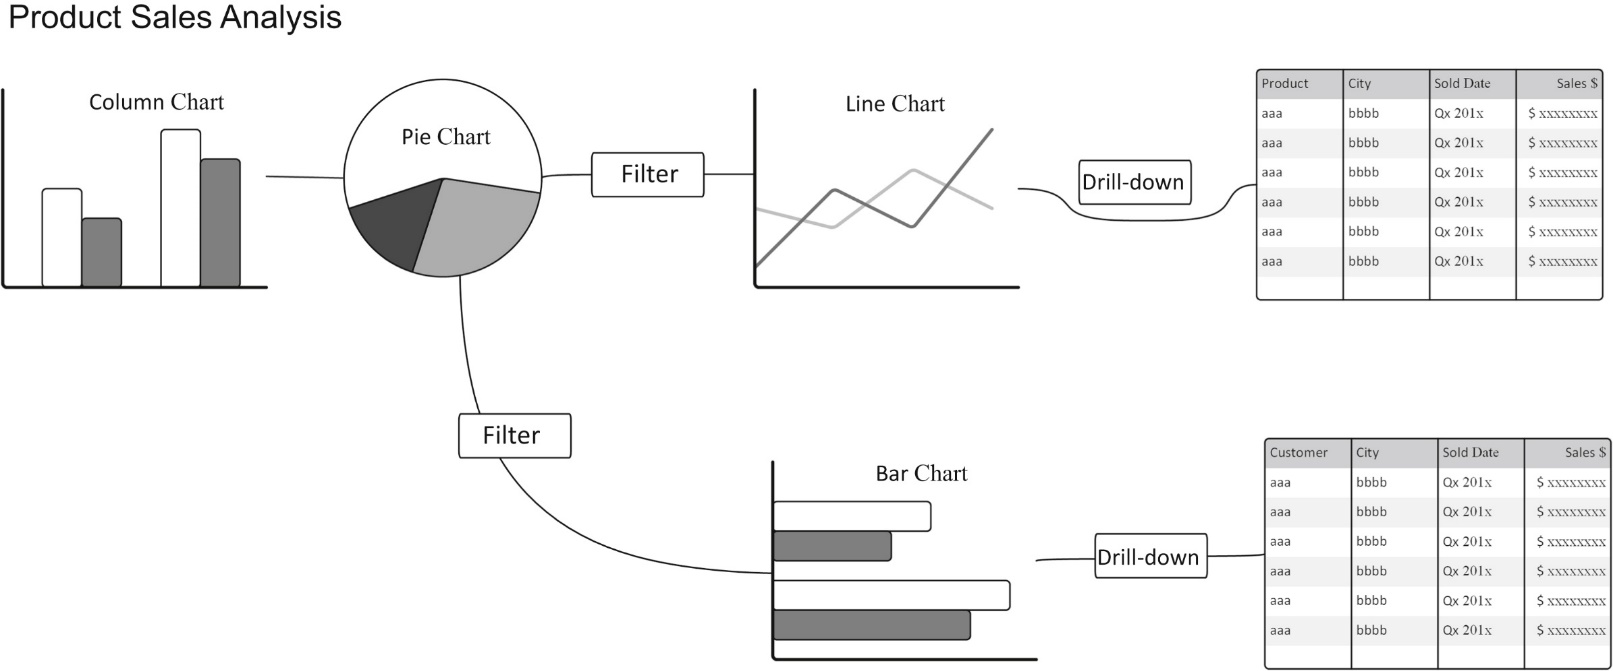 Product Sales Analysis
Column Chart
Pie Chart
Filter
Line Chart
Drill-down
Product City Sold Date Sales $
aaa bbbb Qx 201x $ xxxxxxxx
aaa bbbb Qx 201x $ xxxxxxxx
aaa bbbb Qx 201x $ xxxxxxxx
aaa bbbb Qx 201x $ xxxxxxxx
aaa bbbb Qx 201x $ xxxxxxxx
aaa bbbb Qx 201x $ xxxxxxxx
Filter
Bar Chart
Drill-down
Customer City Sold Date Sales $
aaa bbbb Qx 201x $ xxxxxxxx
aaa bbbb Qx 201x $ xxxxxxxx
aaa bbbb Qx 201x $ xxxxxxxx
aaa bbbb Qx 201x $ xxxxxxxx
aaa bbbb Qx 201x $ xxxxxxxx
aaa bbbb Qx 201x $ xxxxxxxx